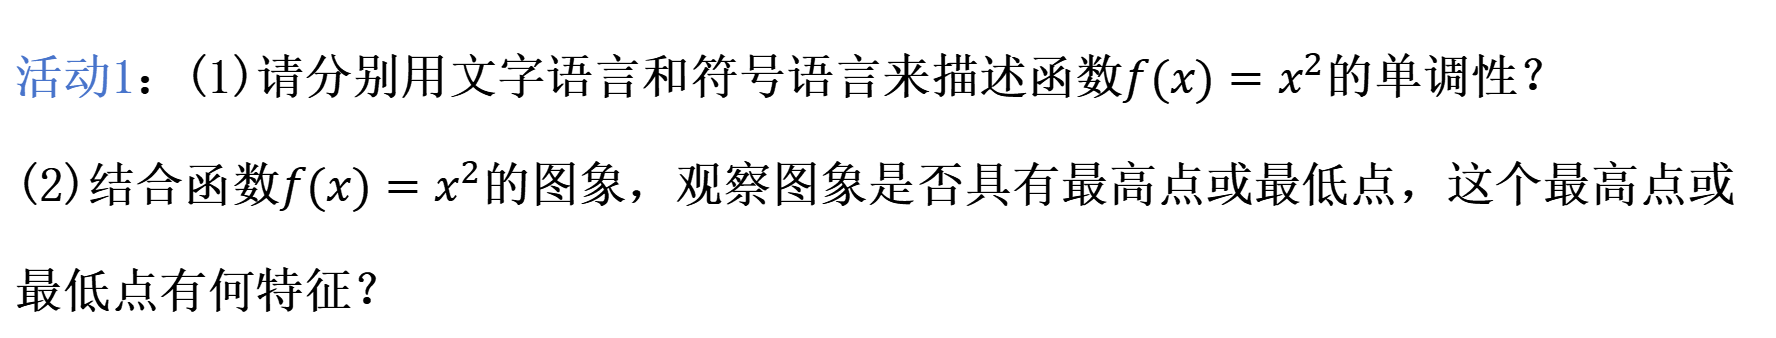 活动1：(1)请分别用文字语言和符号语言来描述函数f(x) = x²的单调性？
(2)结合函数f(x) = x²的图象，观察图象是否具有最高点或最低点，这个最高点或
最低点有何特征？